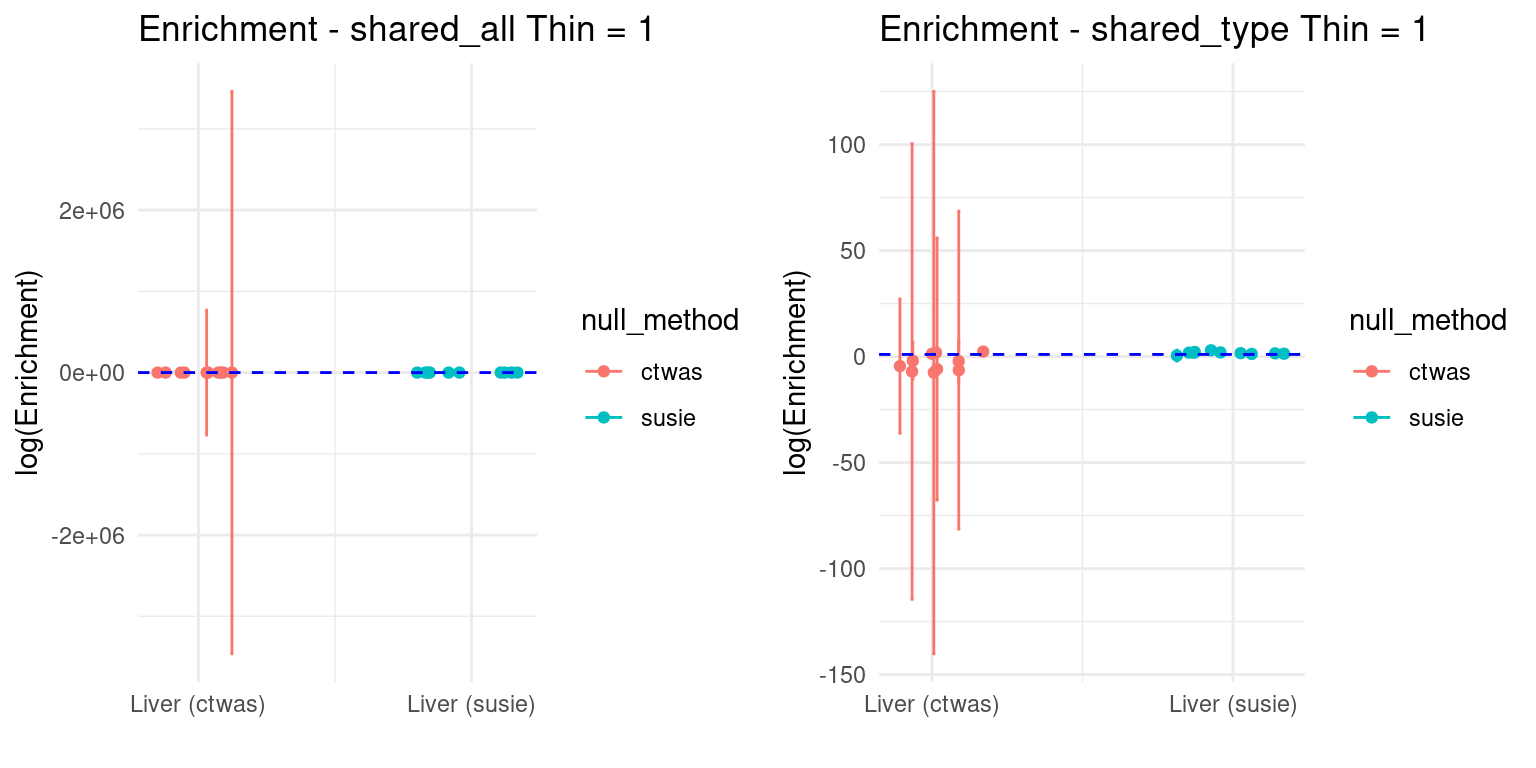 Enrichment - shared_all Thin = 1
log(Enrichment)
2e+06
0e+00
-2e+06
Liver (ctwas)
Liver (susie)
null_method
ctwas
susie
Enrichment - shared_type Thin = 1
log(Enrichment)
100
50
0
-50
-100
-150
Liver (ctwas)
Liver (susie)
null_method
ctwas
susie